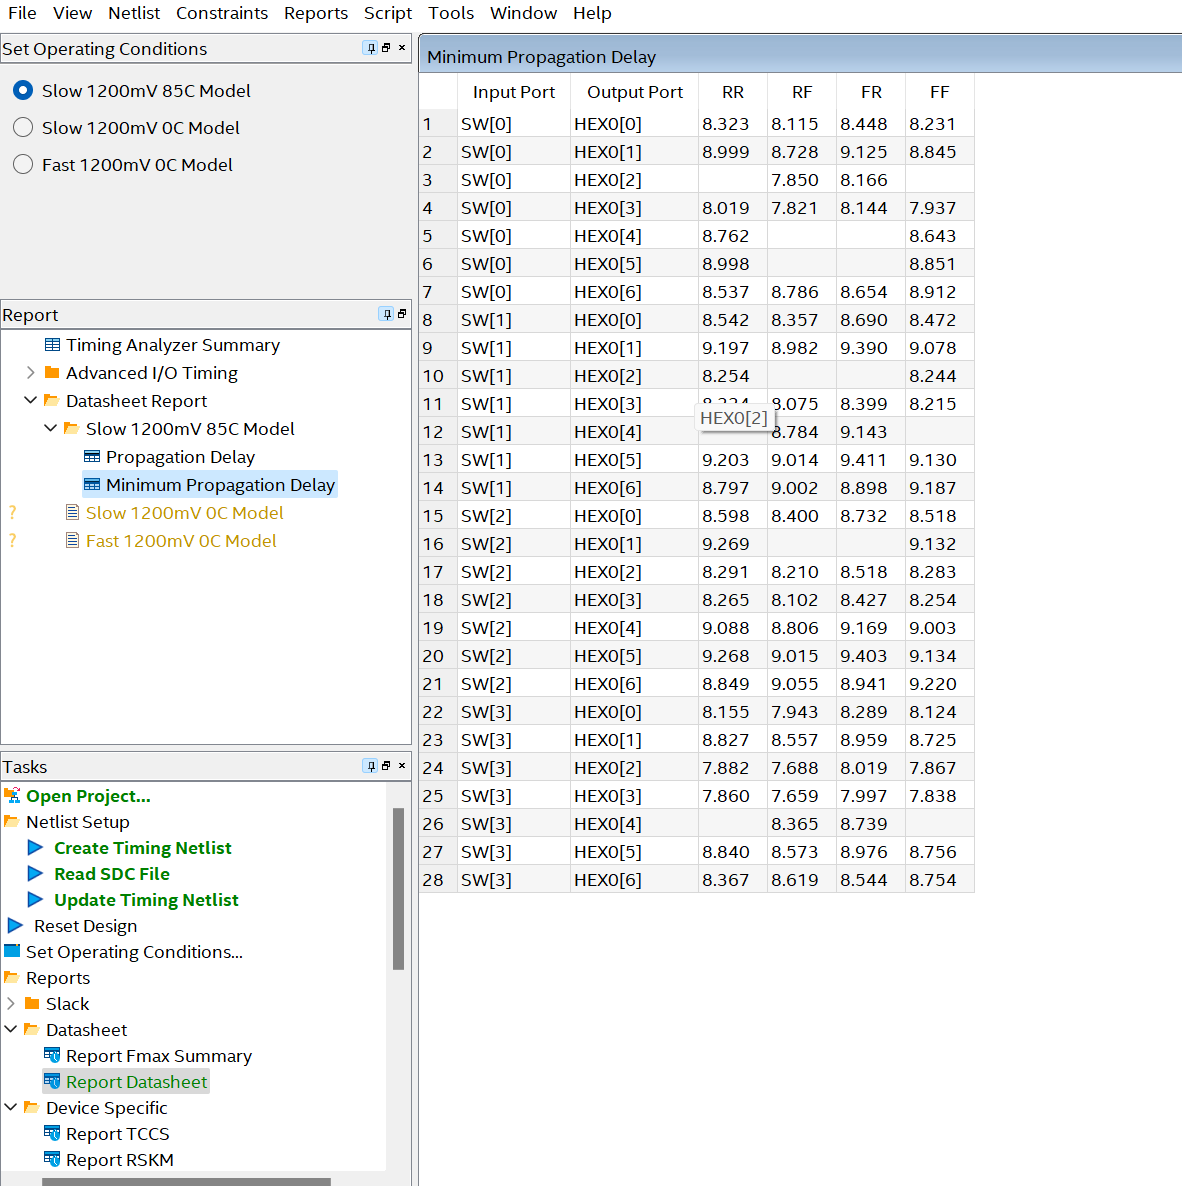 File View Netlist Constraints Reports Script Tools Window Help
Set Operating Conditions
Slow 1200mV 85C Model
Slow 1200mV 0C Model
Fast 1200mV 0C Model
Report
Timing Analyzer Summary
Advanced I/O Timing
Datasheet Report
Slow 1200mV 85C Model
Propagation Delay
Minimum Propagation Delay
? Slow 1200mV 0C Model
? Fast 1200mV 0C Model
Tasks
Open Project...
Netlist Setup
Create Timing Netlist
Read SDC File
Update Timing Netlist
Reset Design
Set Operating Conditions...
Reports
Slack
Datasheet
Report Fmax Summary
Report Datasheet
Device Specific
Report TCCS
Report RSKM
Minimum Propagation Delay
Input Port Output Port RR RF FR FF
1 SW[0] HEX0[0] 8.323 8.115 8.448 8.231
2 SW[0] HEX0[1] 8.999 8.728 9.125 8.845
3 SW[0] HEX0[2] 7.850 8.166
4 SW[0] HEX0[3] 8.019 7.821 8.144 7.937
5 SW[0] HEX0[4] 8.762 8.643
6 SW[0] HEX0[5] 8.998 8.851
7 SW[0] HEX0[6] 8.537 8.786 8.654 8.912
8 SW[1] HEX0[0] 8.542 8.357 8.690 8.472
9 SW[1] HEX0[1] 9.197 8.982 9.390 9.078
10 SW[1] HEX0[2] 8.254 8.244
11 SW[1] HEX0[3] 8.075 8.399 8.215
HEX0[2]
12 SW[1] HEX0[4] 8.784 9.143
13 SW[1] HEX0[5] 9.203 9.014 9.411 9.130
14 SW[1] HEX0[6] 8.797 9.002 8.898 9.187
15 SW[2] HEX0[0] 8.598 8.400 8.732 8.518
16 SW[2] HEX0[1] 9.269 9.132
17 SW[2] HEX0[2] 8.291 8.210 8.518 8.283
18 SW[2] HEX0[3] 8.265 8.102 8.427 8.254
19 SW[2] HEX0[4] 9.088 8.806 9.169 9.003
20 SW[2] HEX0[5] 9.268 9.015 9.403 9.134
21 SW[2] HEX0[6] 8.849 9.055 8.941 9.220
22 SW[3] HEX0[0] 8.155 7.943 8.289 8.124
23 SW[3] HEX0[1] 8.827 8.557 8.959 8.725
24 SW[3] HEX0[2] 7.882 7.688 8.019 7.867
25 SW[3] HEX0[3] 7.860 7.659 7.997 7.838
26 SW[3] HEX0[4] 8.365 8.739
27 SW[3] HEX0[5] 8.840 8.573 8.976 8.756
28 SW[3] HEX0[6] 8.367 8.619 8.544 8.754